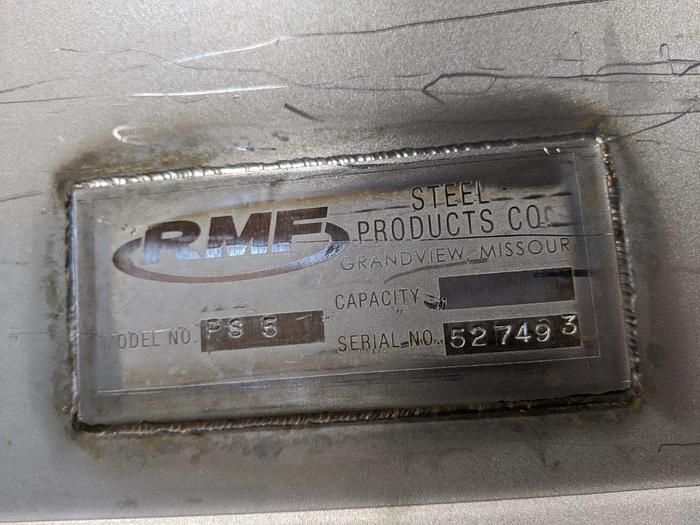 RMF
STEEL
PRODUCTS CO.
GRANDVIEW, MISSOURI
CAPACITY
MODEL NO. PS 5
SERIAL NO. 527493